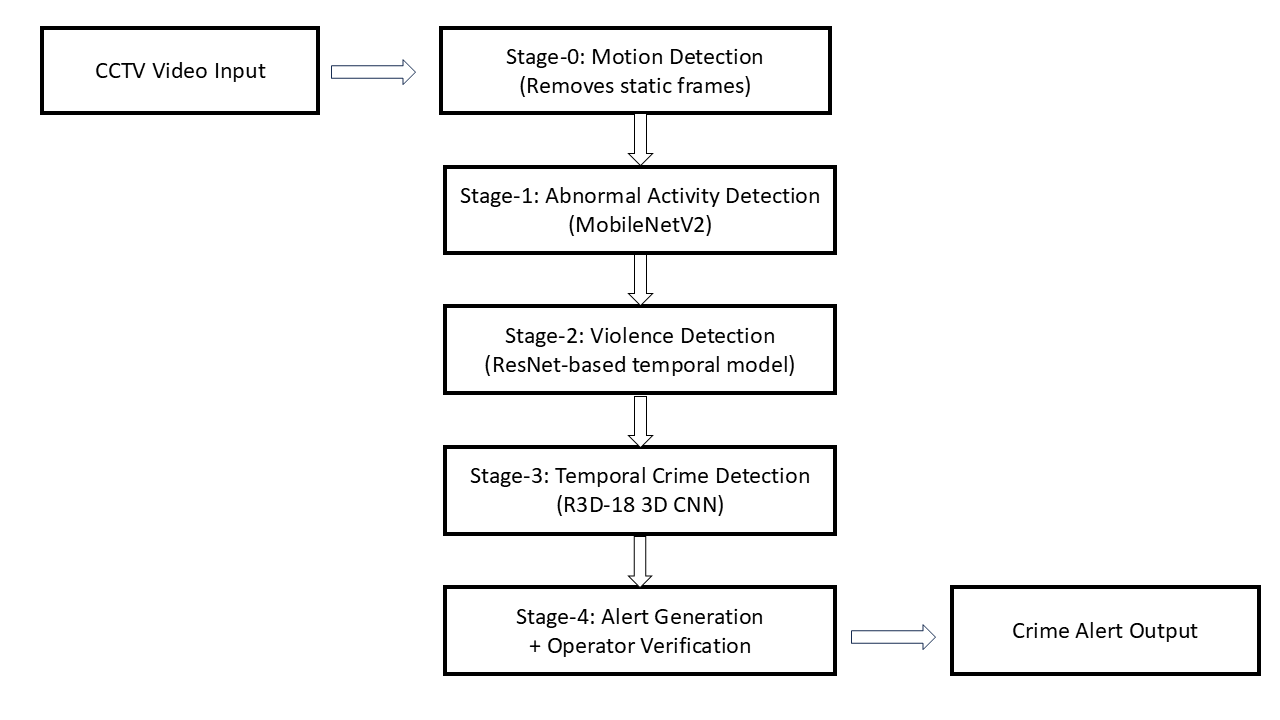 CCTV Video Input
Stage-0: Motion Detection
(Removes static frames)
Stage-1: Abnormal Activity Detection
(MobileNetV2)
Stage-2: Violence Detection
(ResNet-based temporal model)
Stage-3: Temporal Crime Detection
(R3D-18 3D CNN)
Stage-4: Alert Generation
+ Operator Verification
Crime Alert Output